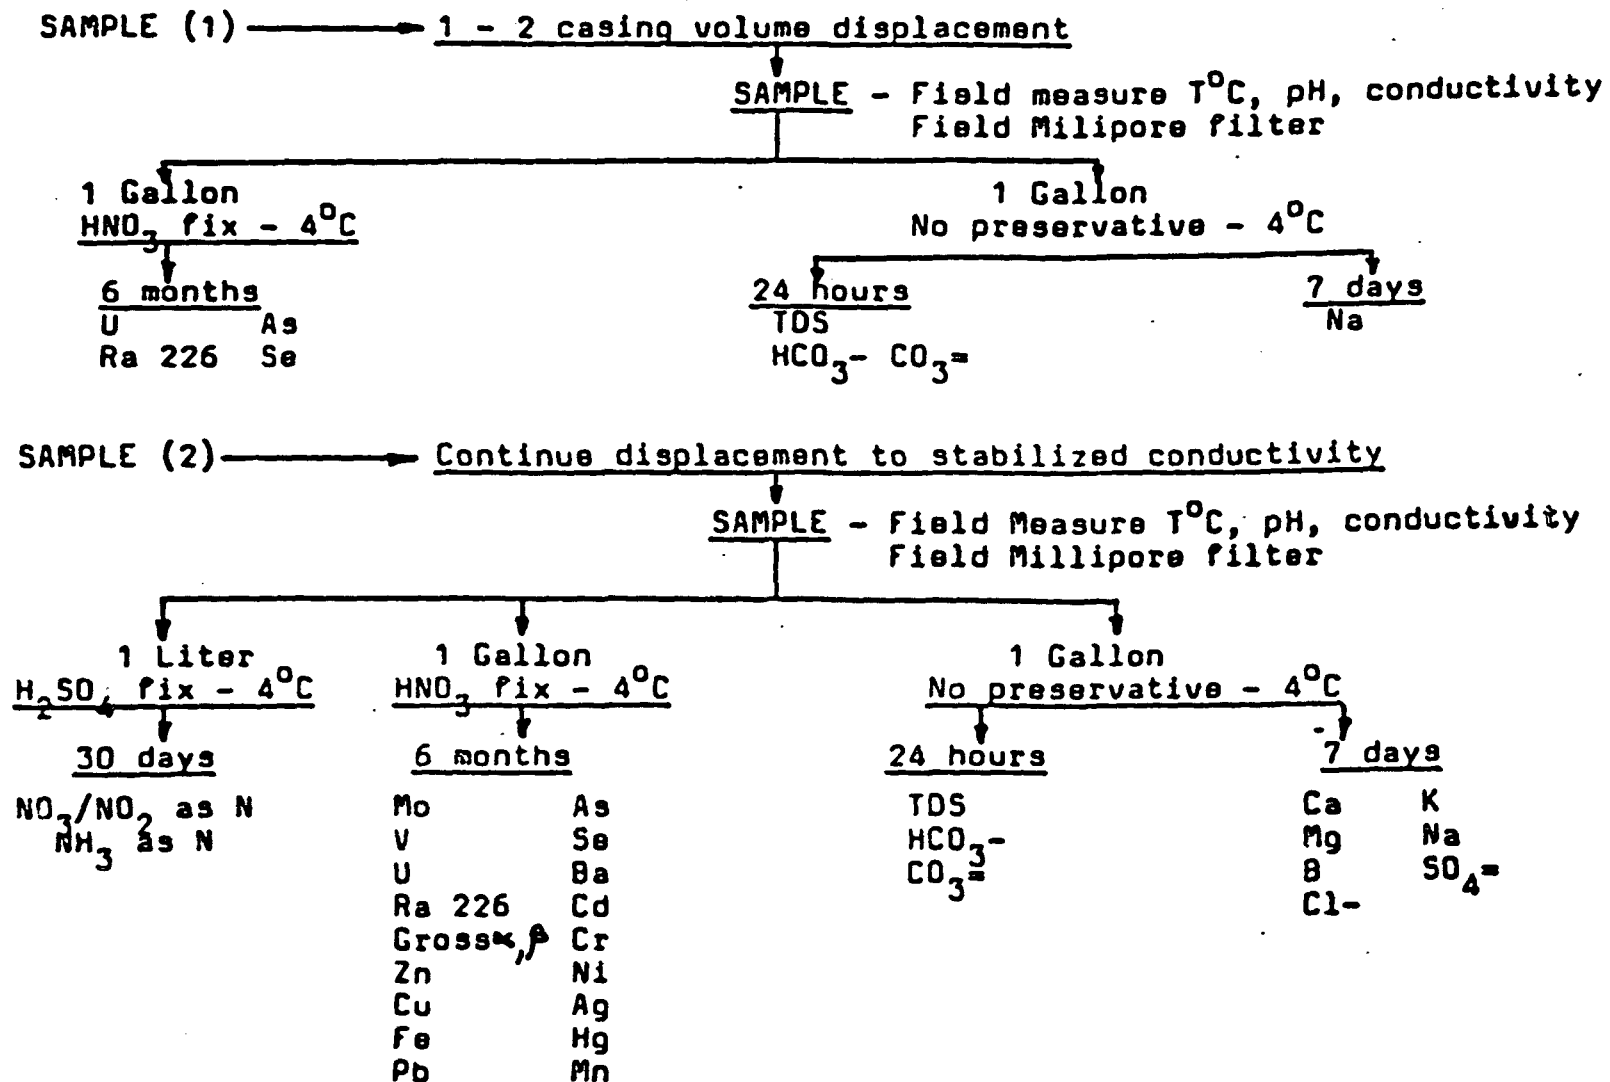 SAMPLE (1) 1 - 2 casing volume displacement
SAMPLE - Field measure T°C, pH, conductivity
Field Milipore filter
1 Gallon 1 Gallon
HNO₃ fix - 4°C No preservative - 4°C
6 months 24 hours 7 days
U As TDS Na
Ra 226 Se HCO₃- CO₃=
SAMPLE (2) Continue displacement to stabilized conductivity
SAMPLE - Field Measure T°C, pH, conductivity
Field Millipore filter
1 Liter 1 Gallon 1 Gallon
H₂SO₄ fix - 4°C HNO₃ fix - 4°C No preservative - 4°C
30 days 6 months 24 hours 7 days
NO₃/NO₂ as N Mo As TDS Ca K
NH₃ as N V Se HCO₃- Mg Na
U Ba CO₃= B SO₄=
Ra 226 Cd Cl-
Gross α, β Cr
Zn Ni
Cu Ag
Fe Hg
Pb Mn